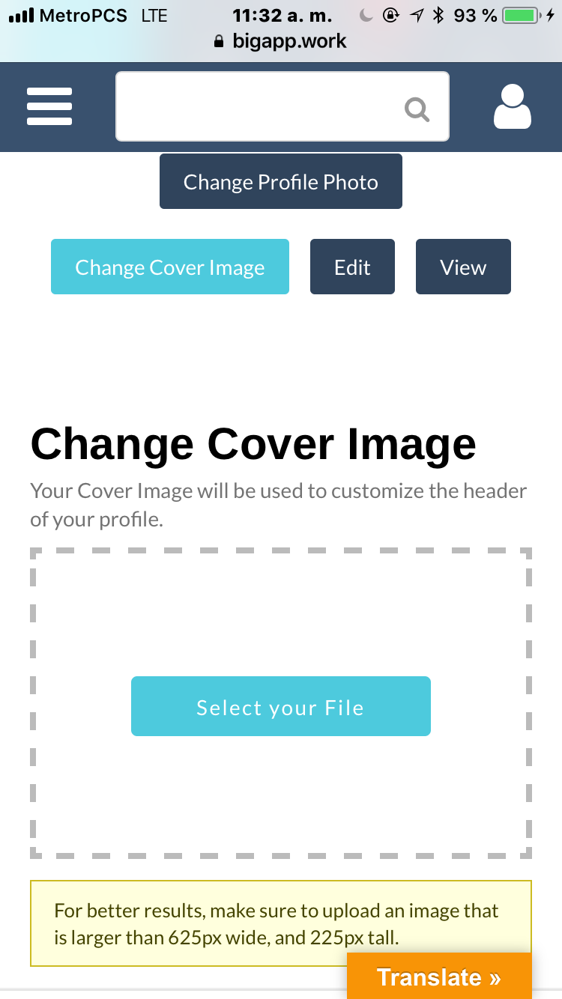 MetroPCS LTE 11:32 a. m. 93 %
bigapp.work
Change Profile Photo
Change Cover Image Edit View
Change Cover Image
Your Cover Image will be used to customize the header
of your profile.
Select your File
For better results, make sure to upload an image that
is larger than 625px wide, and 225px tall.
Translate »